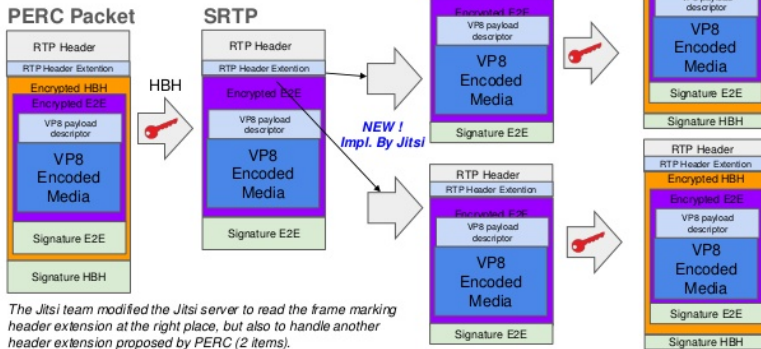 PERC Packet
SRTP
RTP Header
RTP Header Extention
Encrypted HBH
Encrypted E2E
VP8 payload
descriptor
VP8
Encoded
Media
Signature E2E
Signature HBH
HBH
RTP Header
RTP Header Extention
Encrypted E2E
VP8 payload
descriptor
VP8
Encoded
Media
Signature E2E
NEW !
Impl. By Jitsi
Encrypted E2E
VP8 payload
descriptor
VP8
Encoded
Media
Signature E2E
descriptor
VP8
Encoded
Media
Signature E2E
Signature HBH
RTP Header
RTP Header Extention
Encrypted E2E
VP8 payload
descriptor
VP8
Encoded
Media
Signature E2E
RTP Header
RTP Header Extention
Encrypted HBH
Encrypted E2E
VP8 payload
descriptor
VP8
Encoded
Media
Signature E2E
Signature HBH
The Jitsi team modified the Jitsi server to read the frame marking
header extension at the right place, but also to handle another
header extension proposed by PERC (2 items).